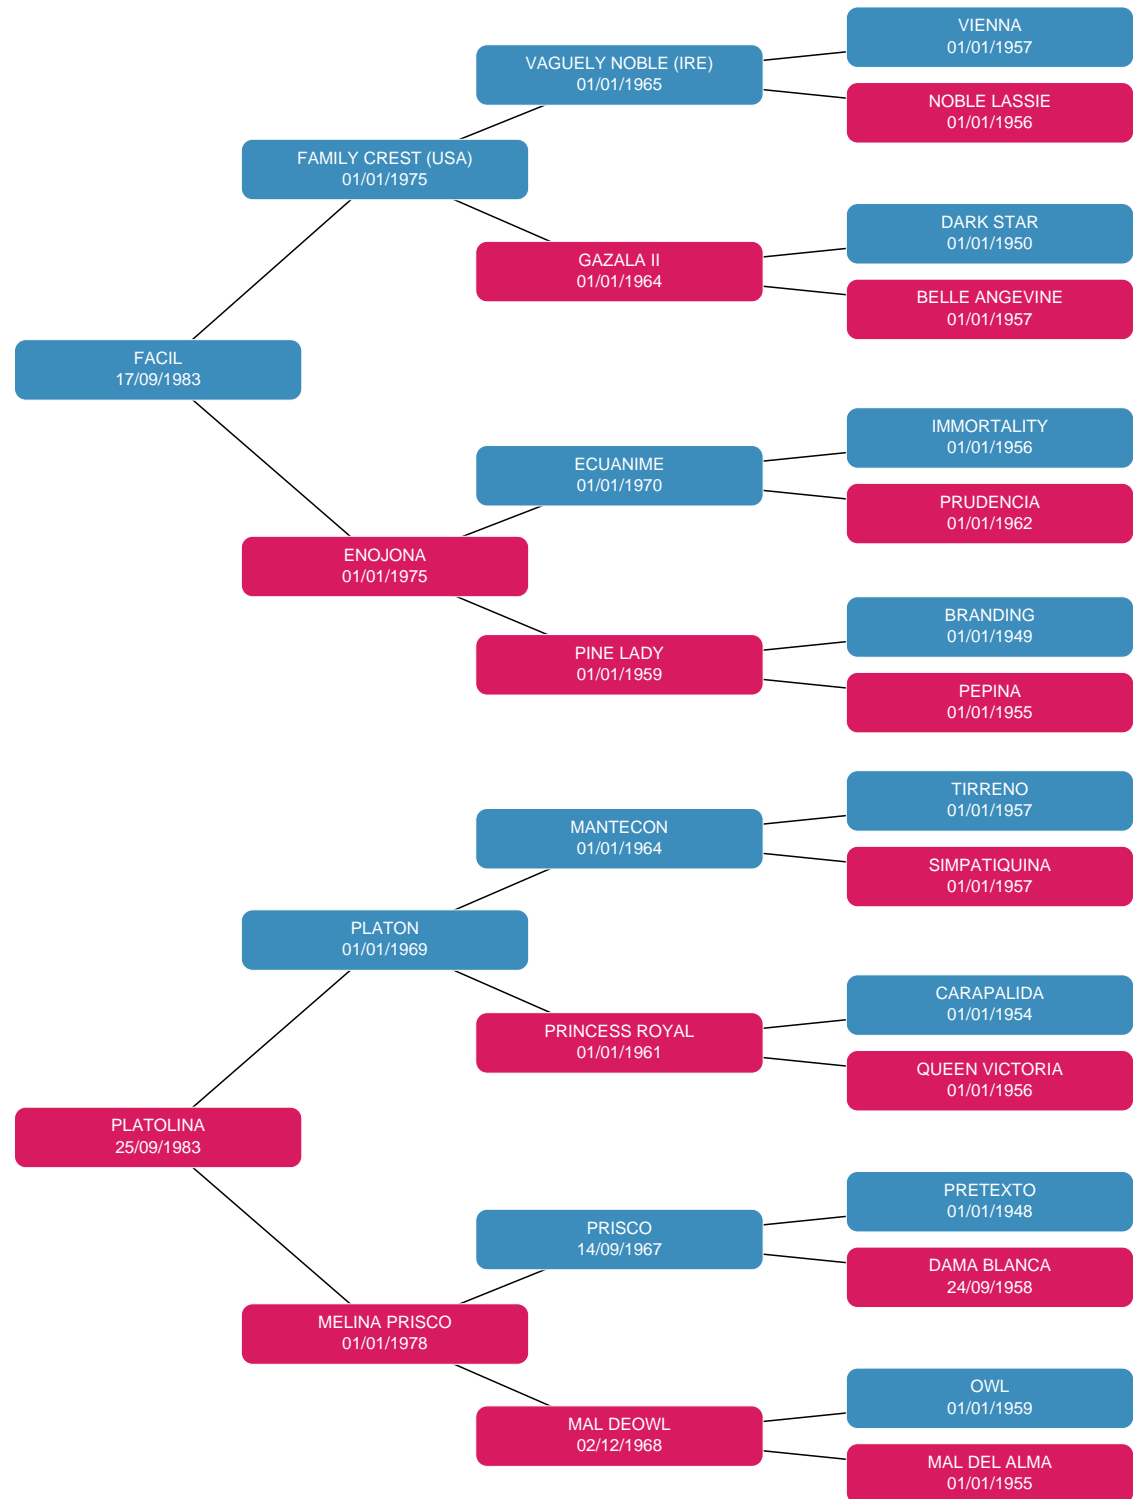 VIENNA
01/01/1957
VAGUELY NOBLE (IRE)
01/01/1965
NOBLE LASSIE
01/01/1956
FAMILY CREST (USA)
01/01/1975
DARK STAR
01/01/1950
GAZALA II
01/01/1964
BELLE ANGEVINE
01/01/1957
FACIL
17/09/1983
IMMORTALITY
01/01/1956
ECUANIME
01/01/1970
PRUDENCIA
01/01/1962
ENOJONA
01/01/1975
BRANDING
01/01/1949
PINE LADY
01/01/1959
PEPINA
01/01/1955
TIRRENO
01/01/1957
MANTECON
01/01/1964
SIMPATIQUINA
01/01/1957
PLATON
01/01/1969
CARAPALIDA
01/01/1954
PRINCESS ROYAL
01/01/1961
QUEEN VICTORIA
01/01/1956
PLATOLINA
25/09/1983
PRETEXTO
01/01/1948
PRISCO
14/09/1967
DAMA BLANCA
24/09/1958
MELINA PRISCO
01/01/1978
OWL
01/01/1959
MAL DEOWL
02/12/1968
MAL DEL ALMA
01/01/1955